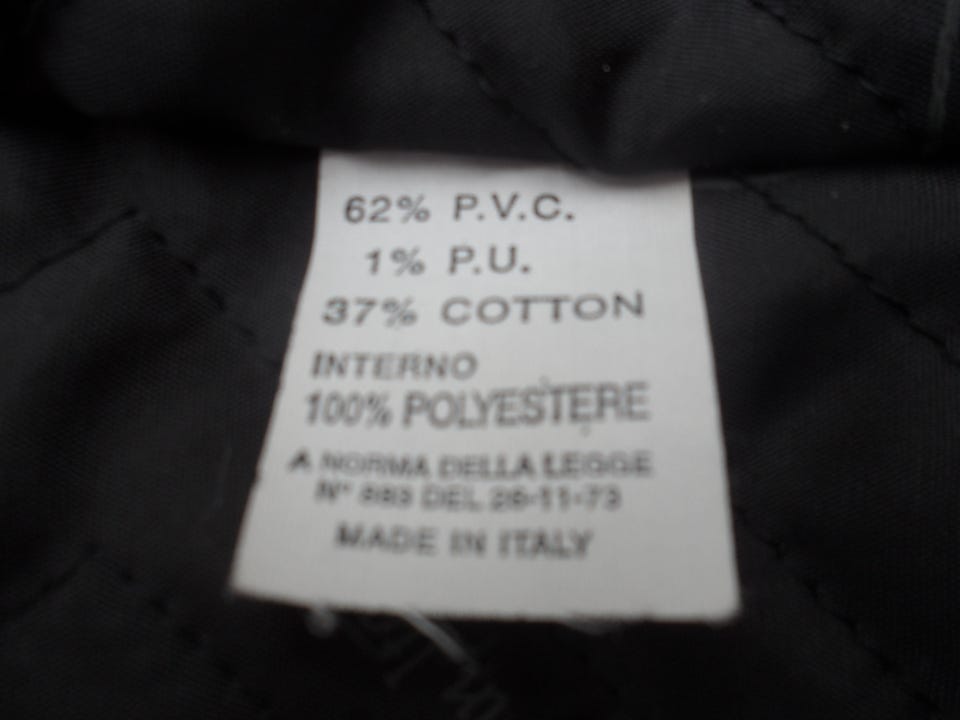 62% P.V.C.
1% P.U.
37% COTTON
INTERNO
100% POLYESTERE
A NORMA DELLA LEGGE
N° 883 DEL 26-11-73
MADE IN ITALY